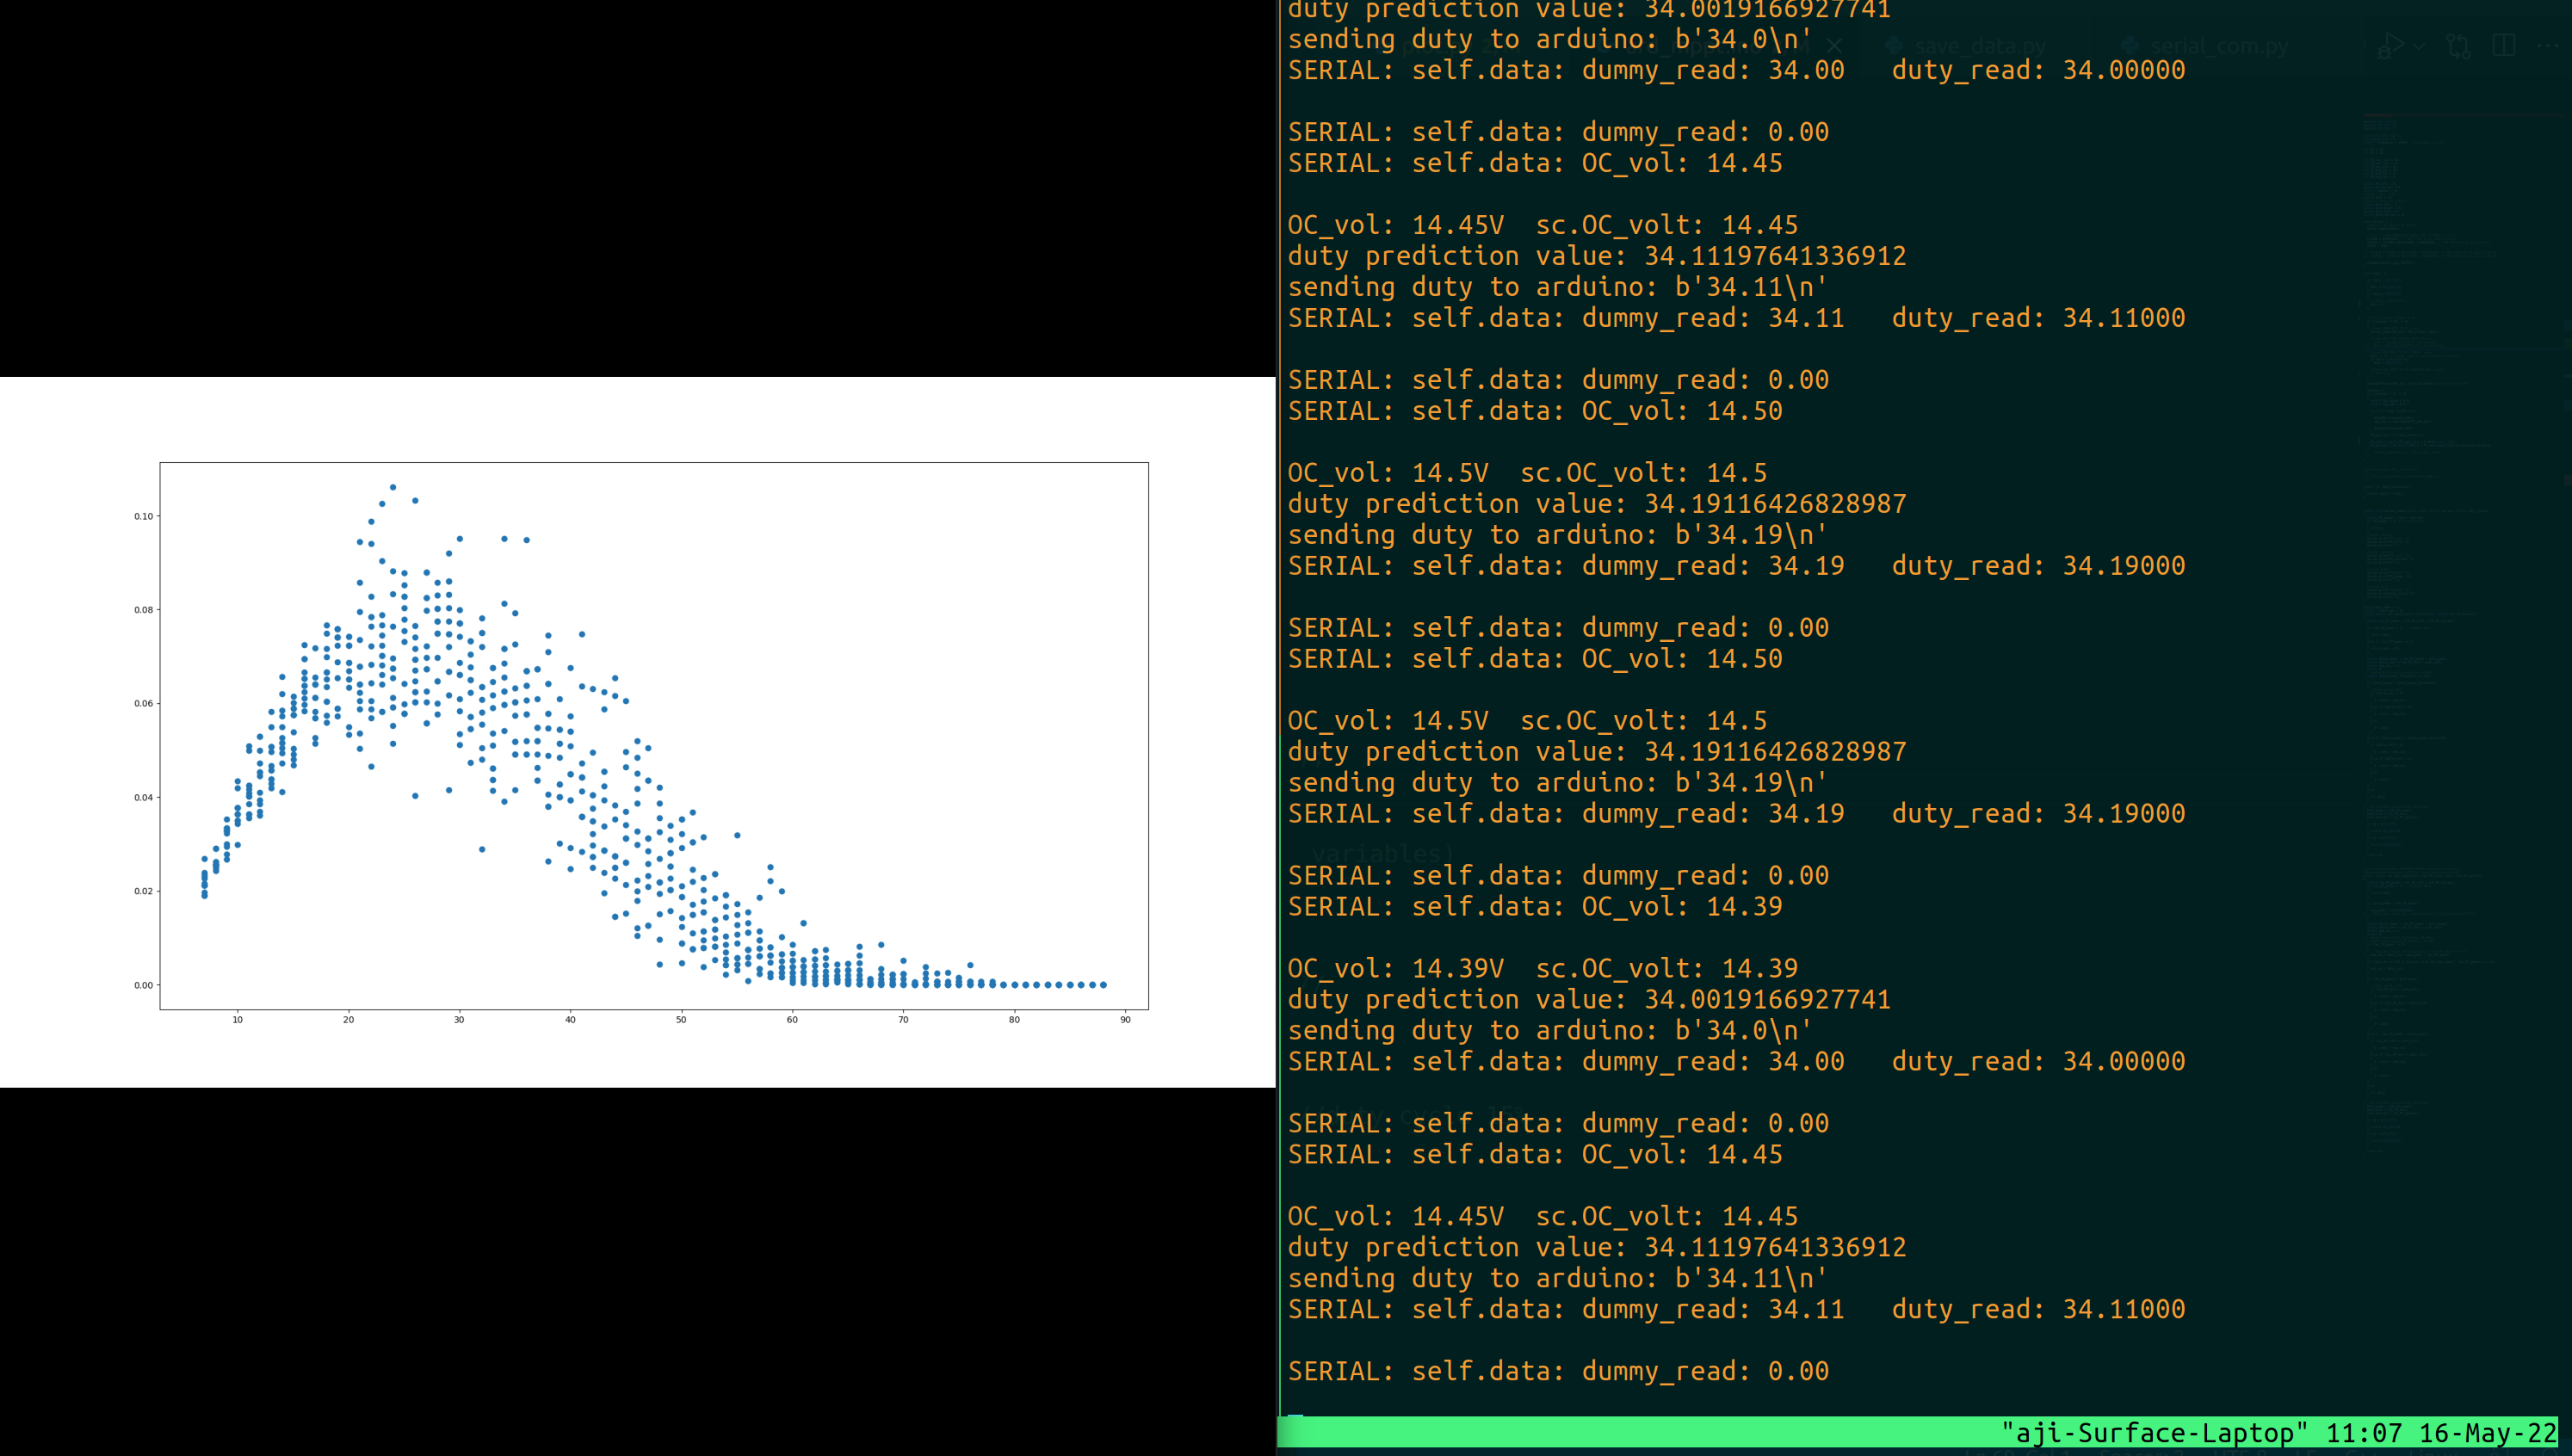 0.10
0.08
0.06
0.04
0.02
0.00
10 20 30 40 50 60 70 80 90
duty prediction value: 34.0019166927741
sending duty to arduino: b'34.0\n'
save_data.py serial_com.py
SERIAL: self.data: dummy_read: 34.00 duty_read: 34.00000
SERIAL: self.data: dummy_read: 0.00
SERIAL: self.data: OC_vol: 14.45
OC_vol: 14.45V sc.OC_volt: 14.45
duty prediction value: 34.11197641336912
sending duty to arduino: b'34.11\n'
SERIAL: self.data: dummy_read: 34.11 duty_read: 34.11000
SERIAL: self.data: dummy_read: 0.00
SERIAL: self.data: OC_vol: 14.50
OC_vol: 14.5V sc.OC_volt: 14.5
duty prediction value: 34.19116426828987
sending duty to arduino: b'34.19\n'
SERIAL: self.data: dummy_read: 34.19 duty_read: 34.19000
SERIAL: self.data: dummy_read: 0.00
SERIAL: self.data: OC_vol: 14.50
OC_vol: 14.5V sc.OC_volt: 14.5
duty prediction value: 34.19116426828987
sending duty to arduino: b'34.19\n'
SERIAL: self.data: dummy_read: 34.19 duty_read: 34.19000
variables)
SERIAL: self.data: dummy_read: 0.00
SERIAL: self.data: OC_vol: 14.39
OC_vol: 14.39V sc.OC_volt: 14.39
duty prediction value: 34.0019166927741
sending duty to arduino: b'34.0\n'
SERIAL: self.data: dummy_read: 34.00 duty_read: 34.00000
SERIAL: self.data: dummy_read: 0.00
SERIAL: self.data: OC_vol: 14.45
OC_vol: 14.45V sc.OC_volt: 14.45
duty prediction value: 34.11197641336912
sending duty to arduino: b'34.11\n'
SERIAL: self.data: dummy_read: 34.11 duty_read: 34.11000
SERIAL: self.data: dummy_read: 0.00
"aji-Surface-Laptop" 11:07 16-May-22